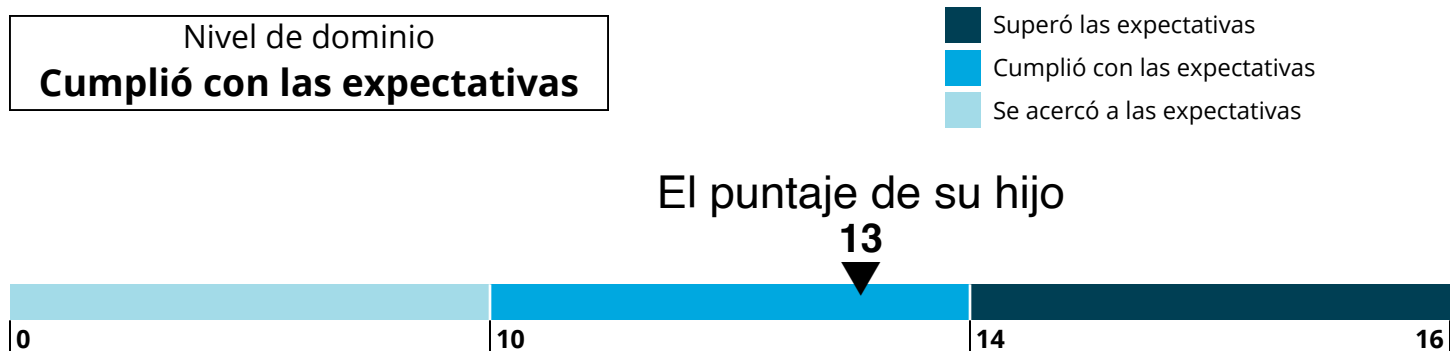 Nivel de dominio
Cumplió con las expectativas
Superó las expectativas
Cumplió con las expectativas
Se acercó a las expectativas
El puntaje de su hijo
13
0 10 14 16